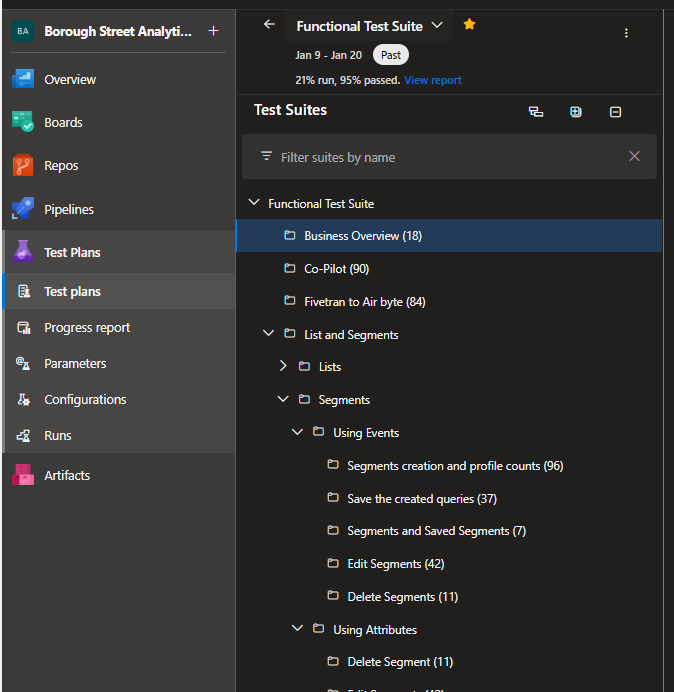 BA Borough Street Analyti... +
Overview
Boards
Repos
Pipelines
Test Plans
Test plans
Progress report
Parameters
Configurations
Runs
Artifacts
Functional Test Suite
Jan 9 - Jan 20 Past
21% run, 95% passed. View report
Test Suites
Filter suites by name
Functional Test Suite
Business Overview (18)
Co-Pilot (90)
Fivetran to Air byte (84)
List and Segments
Lists
Segments
Using Events
Segments creation and profile counts (96)
Save the created queries (37)
Segments and Saved Segments (7)
Edit Segments (42)
Delete Segments (11)
Using Attributes
Delete Segment (11)